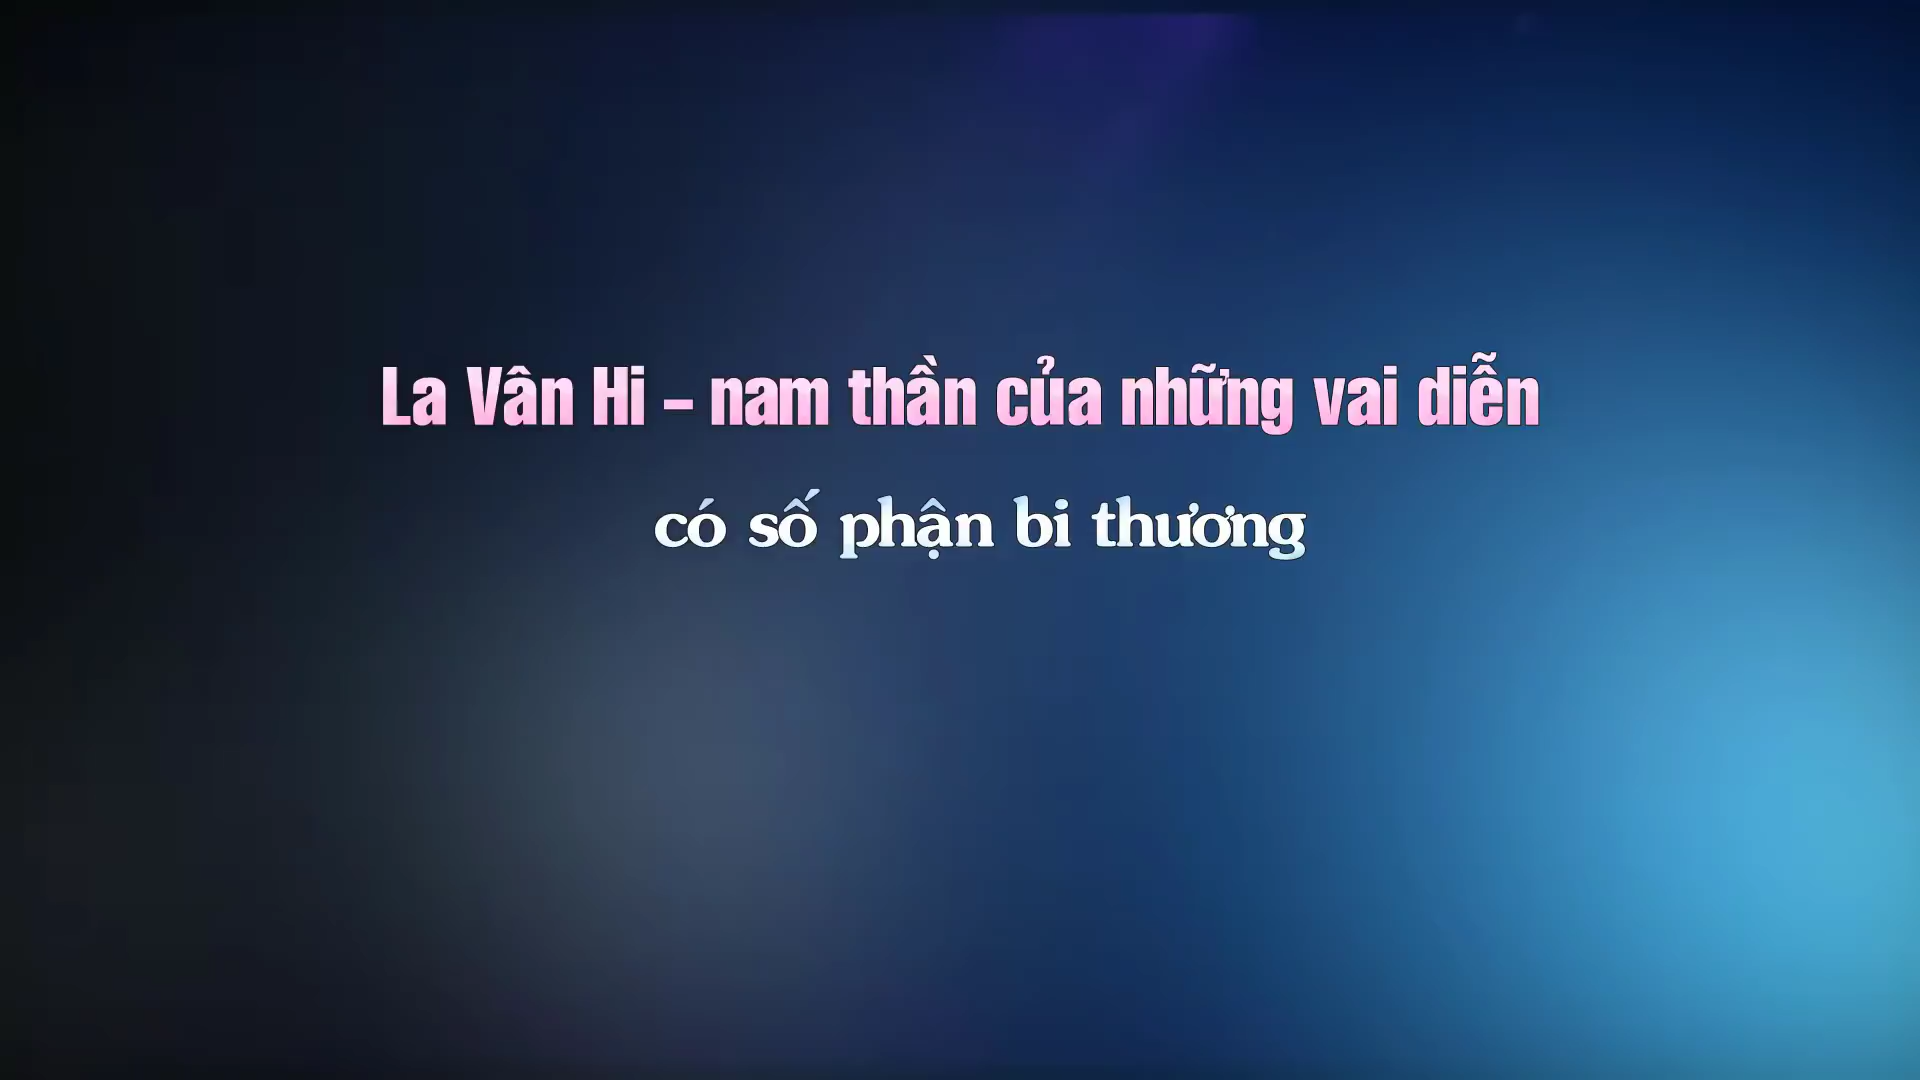 La Vân Hi – nam thần của những vai diễn
có số phận bi thương